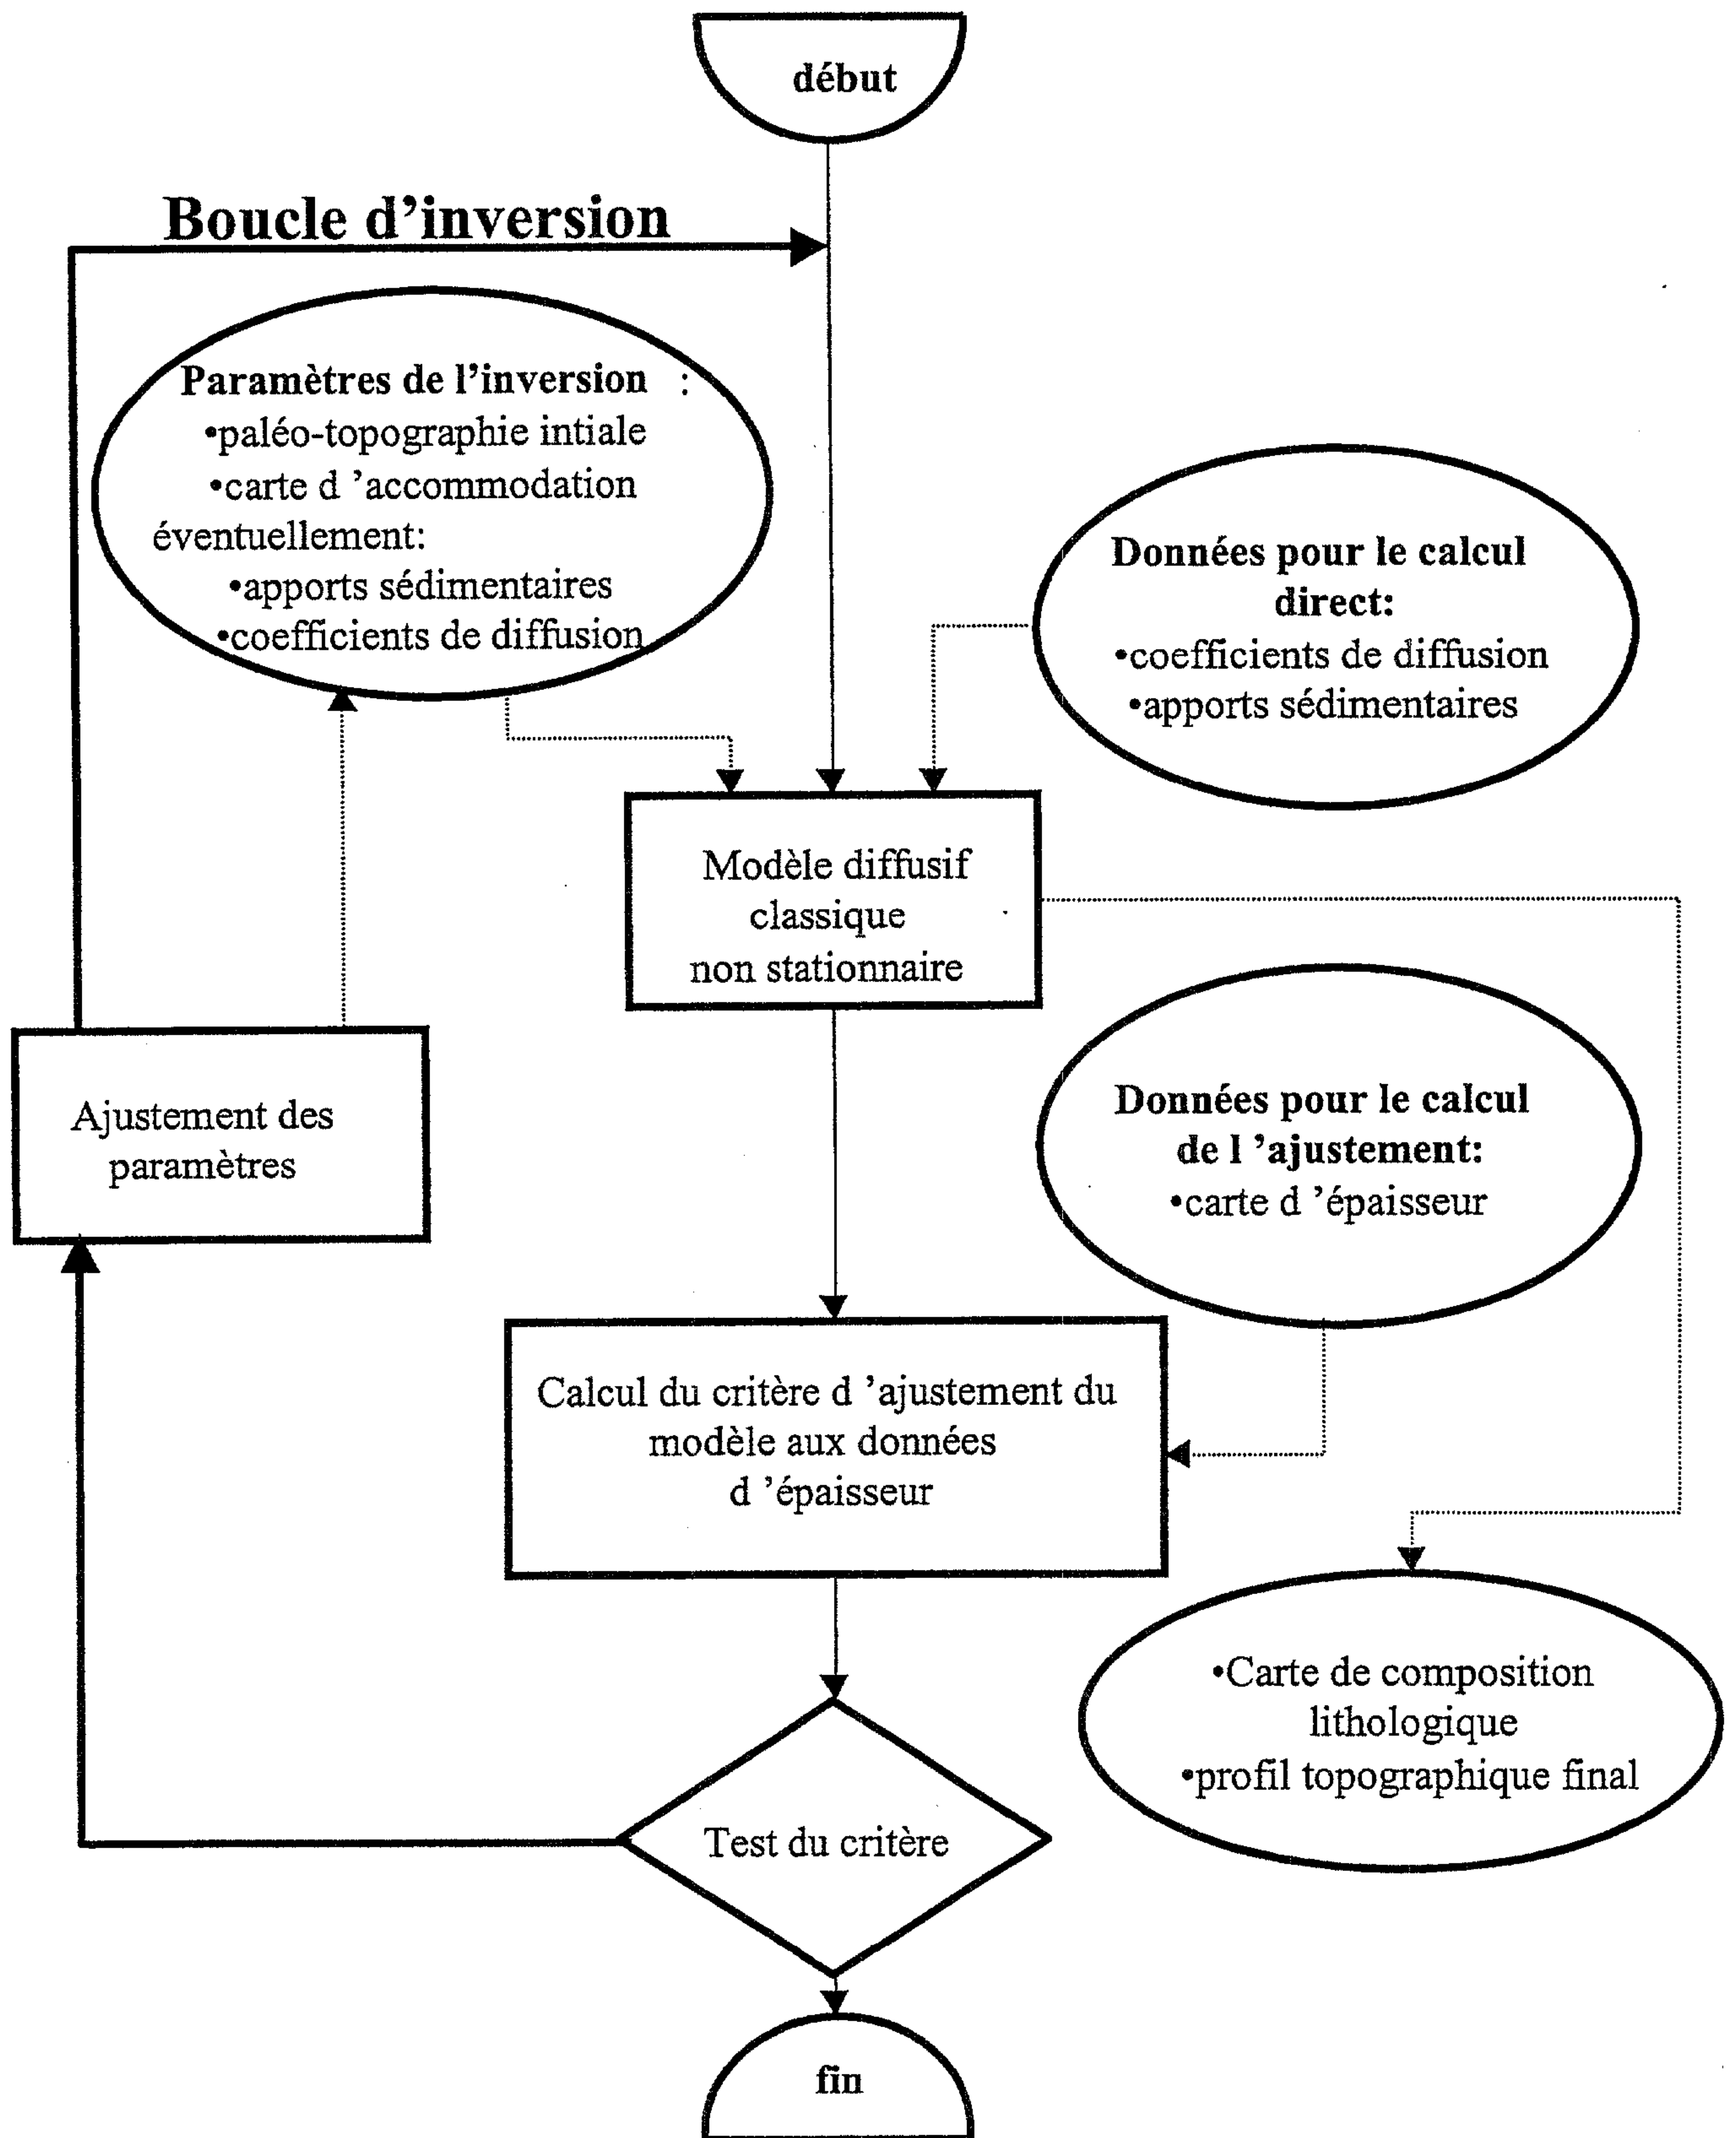 début
Boucle d’inversion
Paramètres de l’inversion :
•paléo-topographie intiale
•carte d ’accommodation
éventuellement:
•apports sédimentaires
•coefficients de diffusion
Données pour le calcul
direct:
•coefficients de diffusion
•apports sédimentaires
Modèle diffusif
classique
non stationnaire
Ajustement des
paramètres
Données pour le calcul
de l ’ajustement:
•carte d ’épaisseur
Calcul du critère d ’ajustement du
modèle aux données
d ’épaisseur
•Carte de composition
lithologique
•profil topographique final
Test du critère
fin